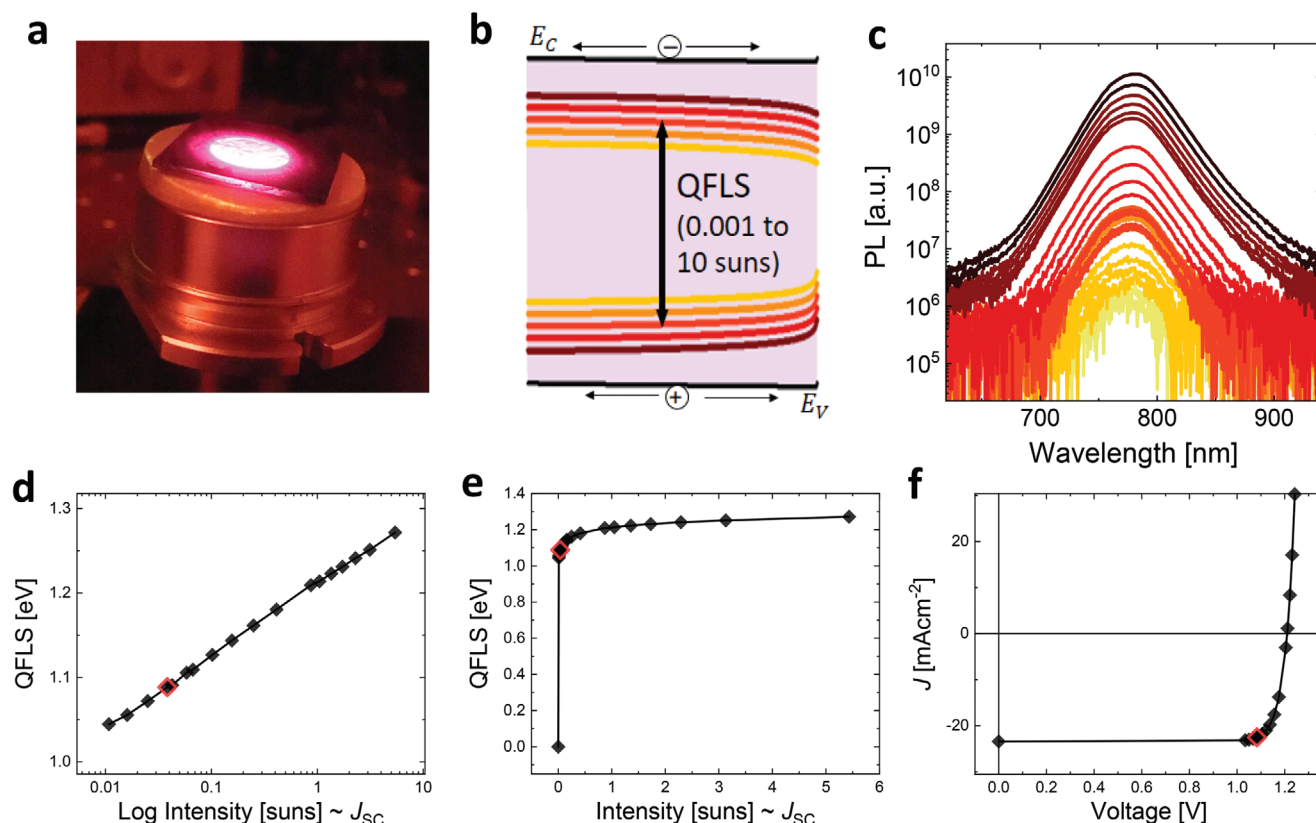 a
b
E_C
−
QFLS
(0.001 to
10 suns)
+
E_V
c
10^10
10^9
10^8
10^7
10^6
10^5
PL [a.u.]
700 800 900
Wavelength [nm]
d
1.3
1.2
1.1
1.0
QFLS [eV]
0.01 0.1 1 10
Log Intensity [suns] ~ J_SC
e
1.4
1.2
1.0
0.8
0.6
0.4
0.2
0.0
QFLS [eV]
0 1 2 3 4 5 6
Intensity [suns] ~ J_SC
f
20
0
-20
J [mAcm^-2]
0.0 0.2 0.4 0.6 0.8 1.0 1.2
Voltage [V]